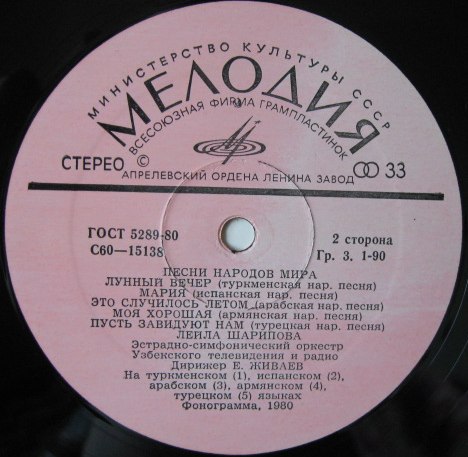 МИНИСТЕРСТВО КУЛЬТУРЫ СССР
МЕЛОДИЯ
ВСЕСОЮЗНАЯ ФИРМА ГРАМПЛАСТИНОК
СТЕРЕО ©
33
АПРЕЛЕВСКИЙ ОРДЕНА ЛЕНИНА ЗАВОД
ГОСТ 5289-80
С60—15138
2 сторона
Гр. 3. 1-90
ПЕСНИ НАРОДОВ МИРА
ЛУННЫЙ ВЕЧЕР (туркменская нар. песня)
МАРИЯ (испанская нар. песня)
ЭТО СЛУЧИЛОСЬ ЛЕТОМ (арабская нар. песня)
МОЯ ХОРОШАЯ (армянская нар. песня)
ПУСТЬ ЗАВИДУЮТ НАМ (турецкая нар. песня)
ЛЕЙЛА ШАРИПОВА
Эстрадно-симфонический оркестр
Узбекского телевидения и радио
Дирижер Е. ЖИВАЕВ
На туркменском (1), испанском (2),
арабском (3), армянском (4),
турецком (5) языках
Фонограмма, 1980